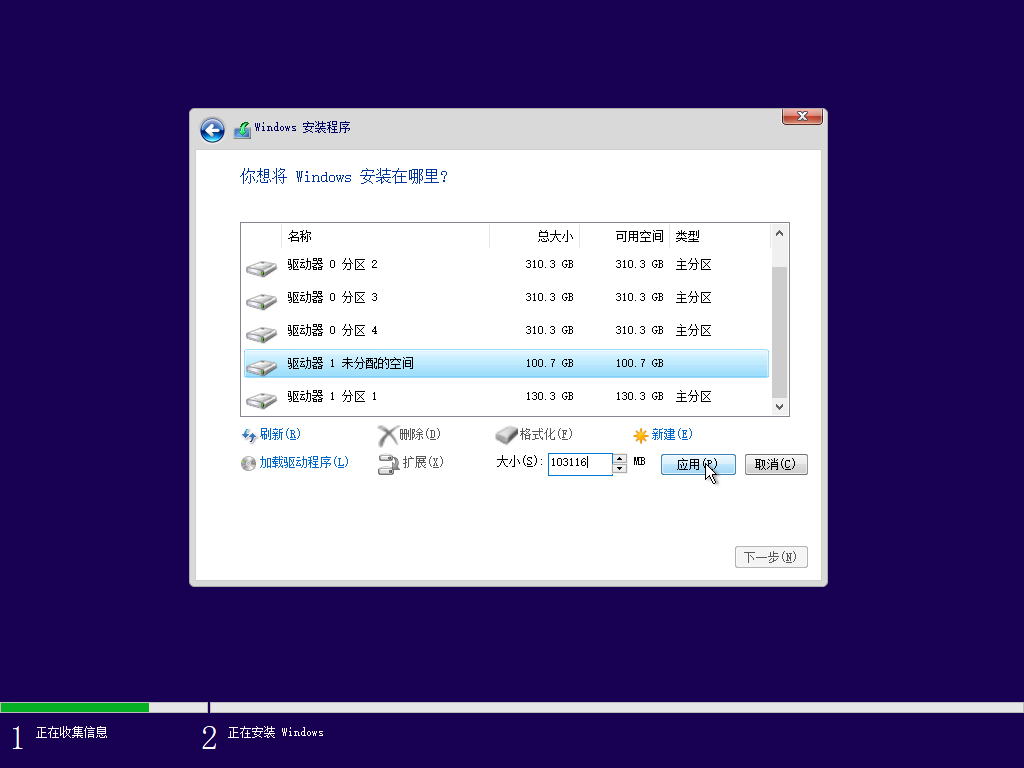 Windows 安装程序
你想将 Windows 安装在哪里?
名称 总大小 可用空间 类型
驱动器 0 分区 2 310.3 GB 310.3 GB 主分区
驱动器 0 分区 3 310.3 GB 310.3 GB 主分区
驱动器 0 分区 4 310.3 GB 310.3 GB 主分区
驱动器 1 未分配的空间 100.7 GB 100.7 GB
驱动器 1 分区 1 130.3 GB 130.3 GB 主分区
刷新(R) 删除(D) 格式化(F) 新建(E)
加载驱动程序(L) 扩展(X) 大小(S): 103116 MB 应用(P) 取消(C)
下一步(N)
1 正在收集信息 2 正在安装 Windows